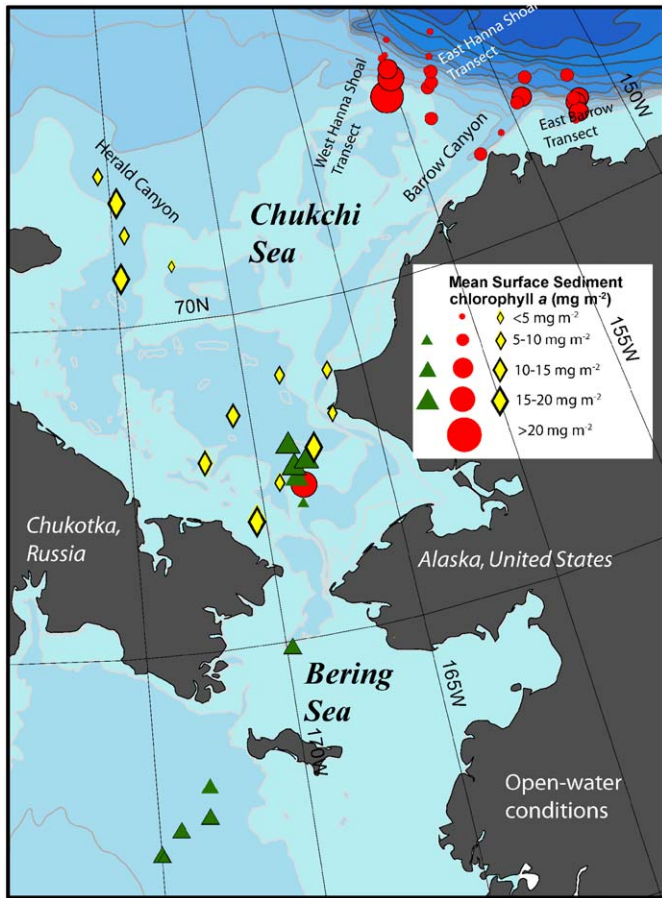 East Hanna Shoal
Transect
West Hanna Shoal
Transect
150W
East Barrow
Transect
Barrow Canyon
Herald Canyon
Chukchi
Sea
70N
Mean Surface Sediment
chlorophyll a (mg m-2)
<5 mg m-2
5-10 mg m-2
10-15 mg m-2
15-20 mg m-2
>20 mg m-2
155W
Chukotka,
Russia
Alaska, United States
Bering
Sea
165W
170W
Open-water
conditions